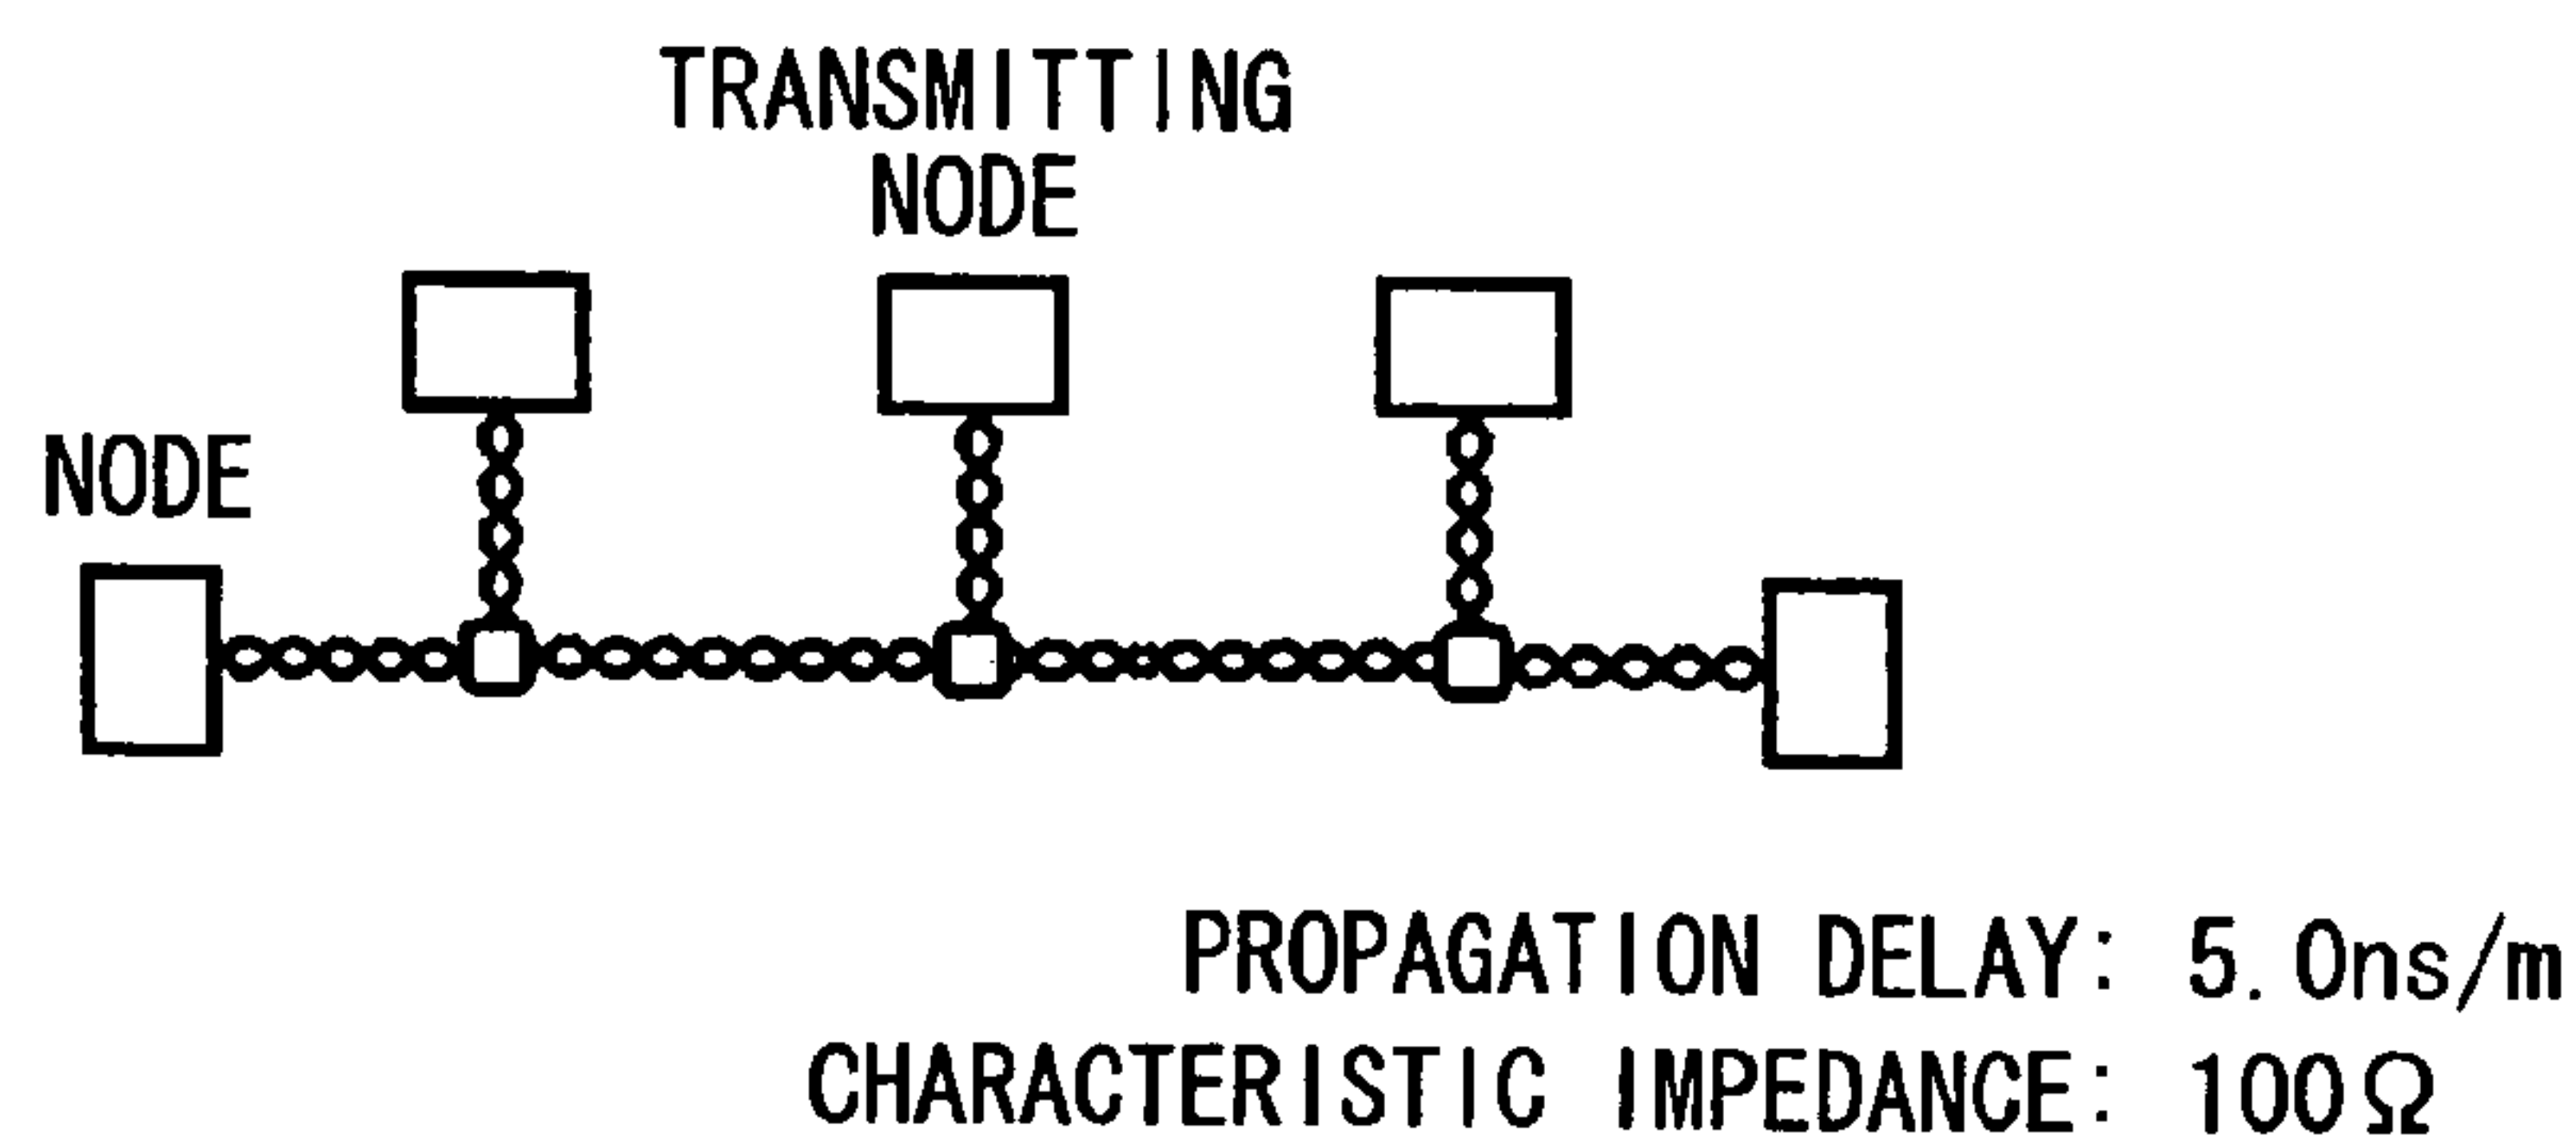 TRANSMITTING
NODE
NODE
PROPAGATION DELAY: 5.0ns/m
CHARACTERISTIC IMPEDANCE: 100Ω